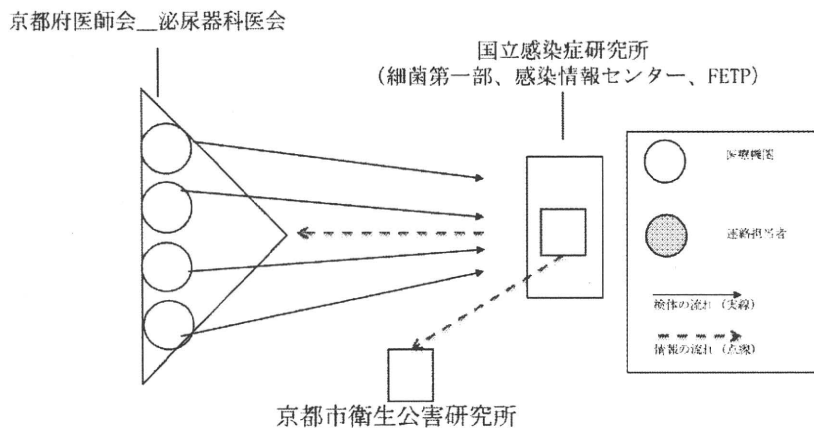 京都府医師会__泌尿器科医会
国立感染症研究所
(細菌第一部、感染情報センター、FETP)
医療機関
連絡担当者
検体の流れ (実線)
情報の流れ (点線)
京都市衛生公害研究所